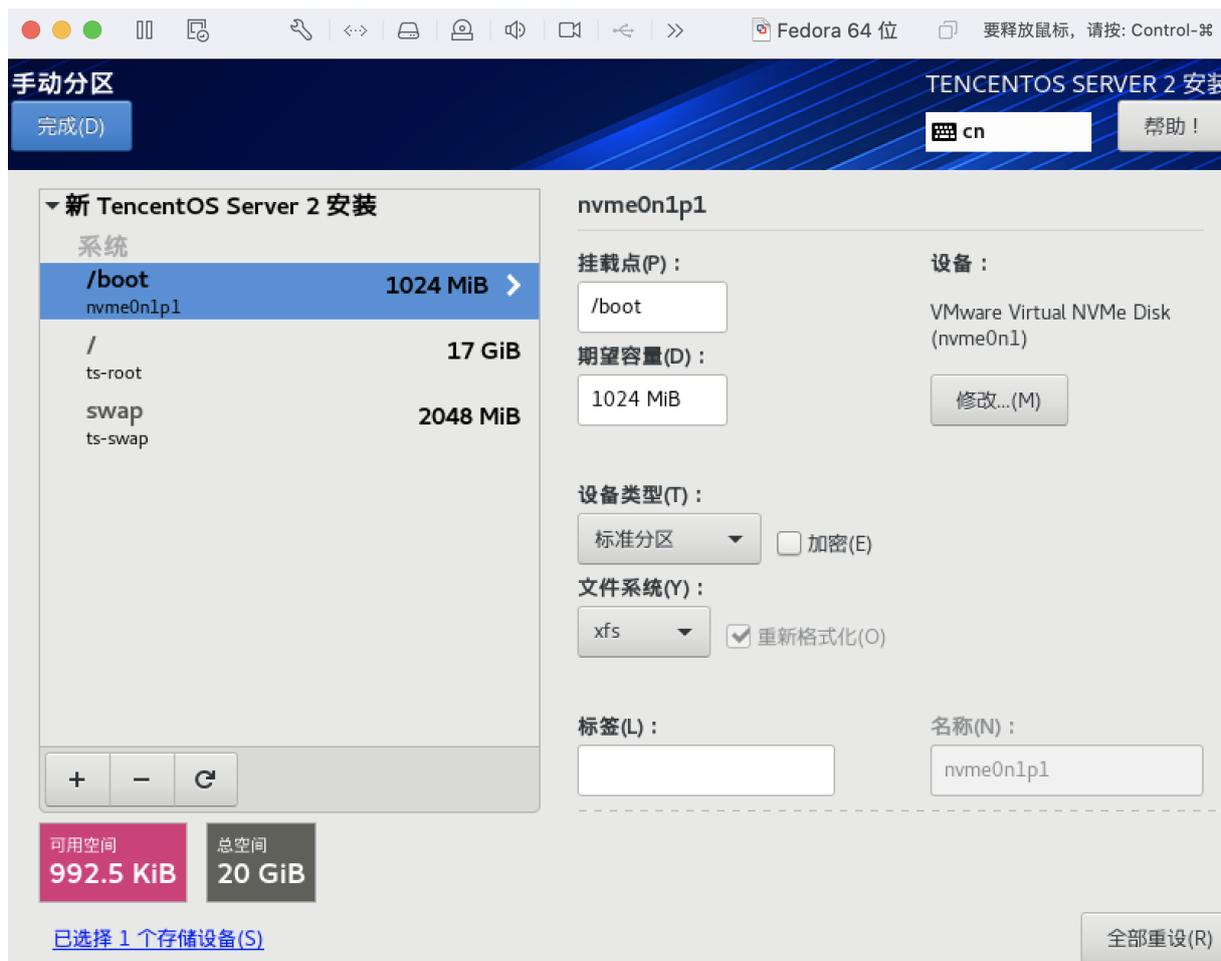 Fedora 64 位
要释放鼠标，请按: Control-⌘
手动分区
完成(D)
TENCENTOS SERVER 2 安装
cn
帮助！
新 TencentOS Server 2 安装
系统
/boot 1024 MiB
nvme0n1p1
/ 17 GiB
ts-root
swap 2048 MiB
ts-swap
nvme0n1p1
挂载点(P)：
/boot
期望容量(D)：
1024 MiB
设备：
VMware Virtual NVMe Disk
(nvme0n1)
修改...(M)
设备类型(T)：
标准分区
加密(E)
文件系统(Y)：
xfs
重新格式化(O)
标签(L)：
名称(N)：
nvme0n1p1
可用空间
992.5 KiB
总空间
20 GiB
已选择 1 个存储设备(S)
全部重设(R)